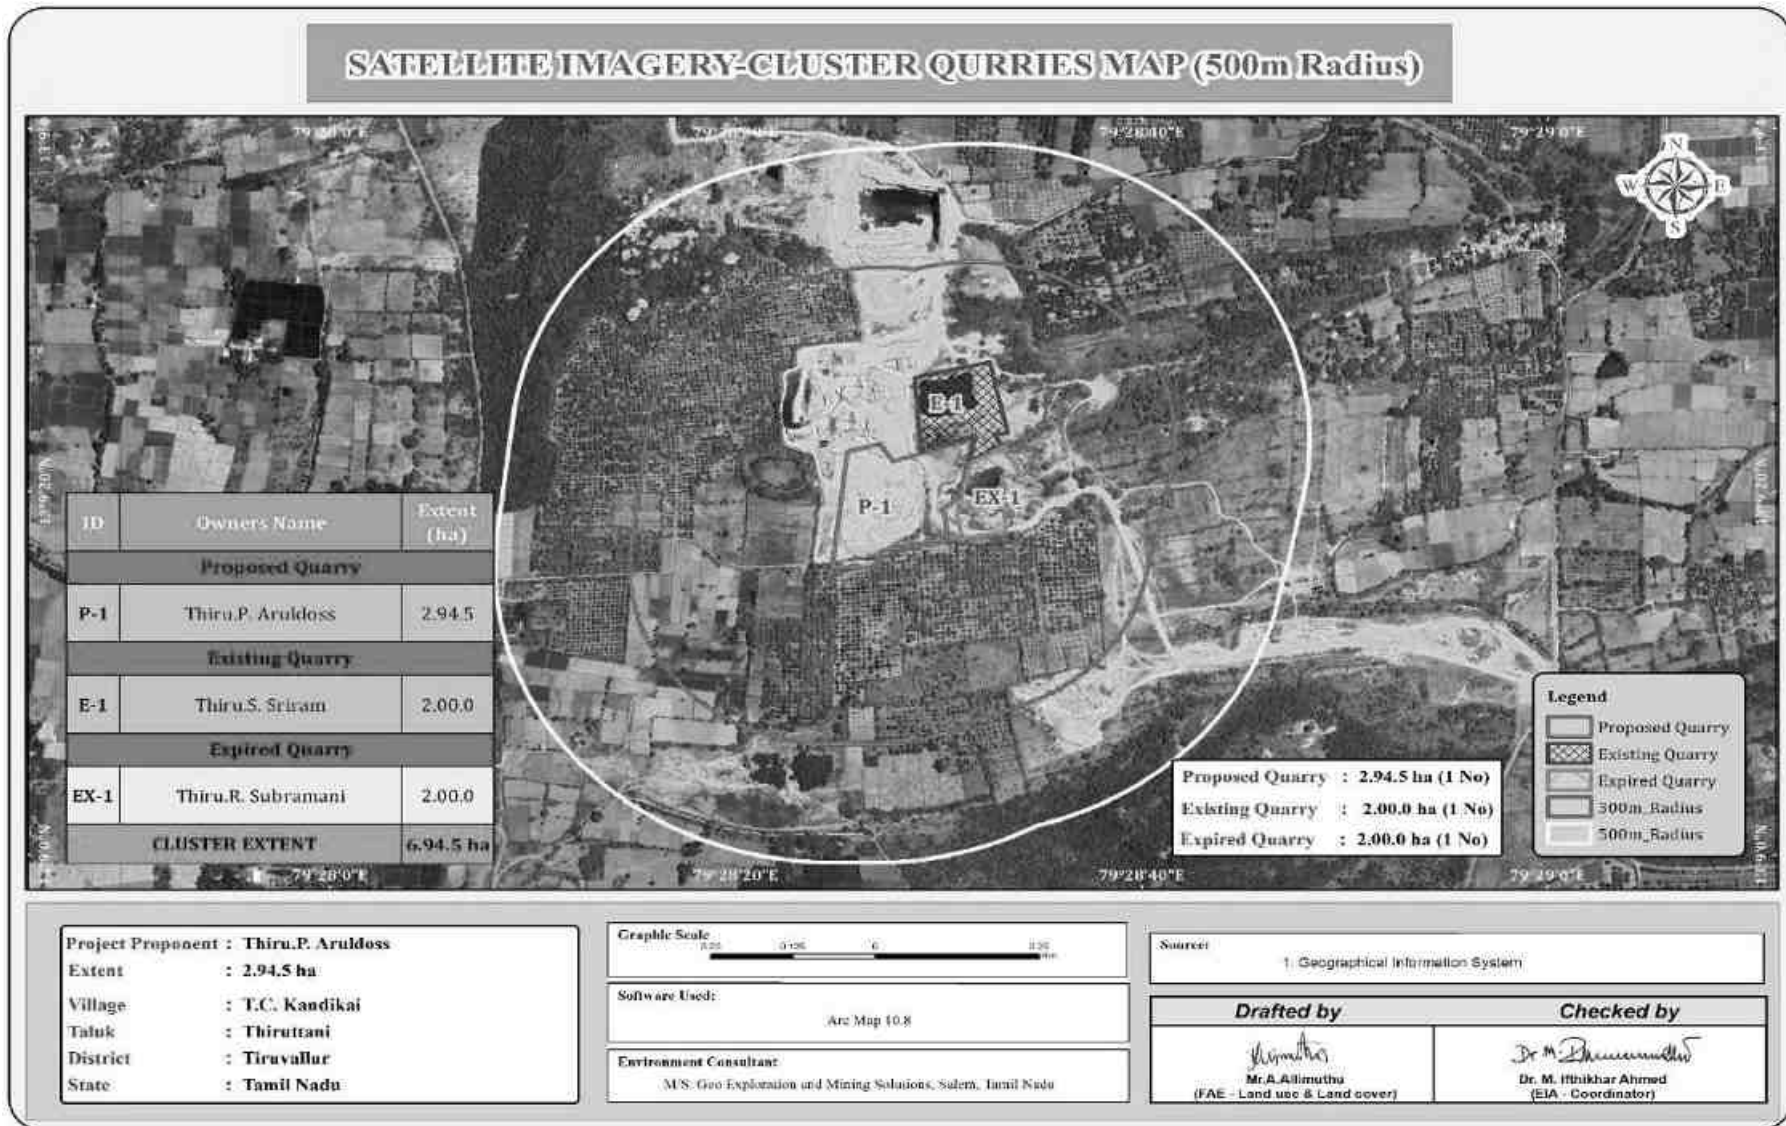 SATELLITE IMAGERY-CLUSTER QURRIES MAP (500m Radius)
79°28'40"E
79°29'0"E
N
W E
S
E-1
EX-1
P-1
13°9'20"N
ID Owners Name Extent (ha)
Proposed Quarry
P-1 Thiru.P. Aruldoss 2.94.5
Existing Quarry
E-1 Thiru.S. Sriram 2.00.0
Expired Quarry
EX-1 Thiru.R. Subramani 2.00.0
CLUSTER EXTENT 6.94.5 ha
Legend
Proposed Quarry
Existing Quarry
Expired Quarry
300m_Radius
500m_Radius
Proposed Quarry : 2.94.5 ha (1 No)
Existing Quarry : 2.00.0 ha (1 No)
Expired Quarry : 2.00.0 ha (1 No)
79°28'0"E
79°28'20"E
79°28'40"E
79°29'0"E
Project Proponent : Thiru.P. Aruldoss
Extent : 2.94.5 ha
Village : T.C. Kandikai
Taluk : Thiruttani
District : Tiruvallur
State : Tamil Nadu
Graphic Scale
Software Used:
Arc Map 10.8
Environment Consultant
M/S. Geo Exploration and Mining Solutions, Salem, Tamil Nadu
Source:
1. Geographical Information System
Drafted by
Mr.A.Allimuthu
(FAE - Land use & Land cover)
Checked by
Dr. M. Ifthikhar Ahmed
(EIA - Coordinator)